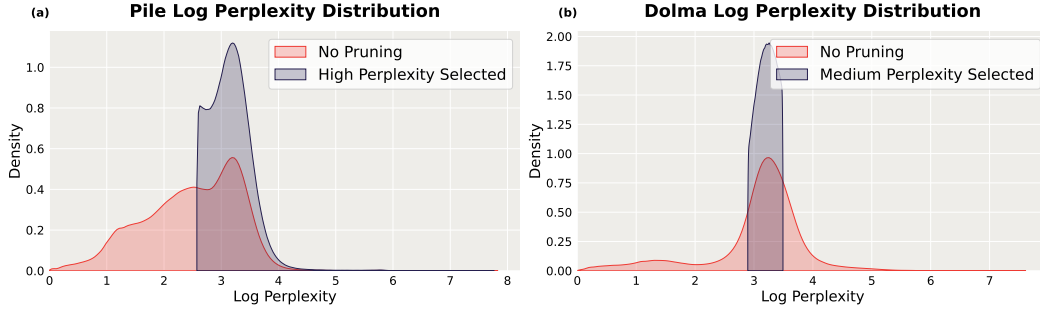 (a)
Pile Log Perplexity Distribution
No Pruning
High Perplexity Selected
Density
1.0
0.8
0.6
0.4
0.2
0.0
0 1 2 3 4 5 6 7 8
Log Perplexity
(b)
Dolma Log Perplexity Distribution
No Pruning
Medium Perplexity Selected
Density
2.00
1.75
1.50
1.25
1.00
0.75
0.50
0.25
0.00
0 1 2 3 4 5 6 7
Log Perplexity